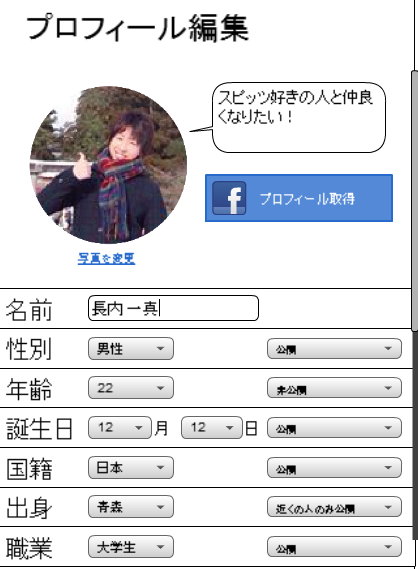 プロフィール編集
スピッツ好きの人と仲良
くなりたい！
f プロフィール取得
写真を変更
名前 長内一真
性別 男性 公開
年齢 22 非公開
誕生日 12 月 12 日 公開
国籍 日本 公開
出身 青森 近くの人のみ公開
職業 大学生 公開